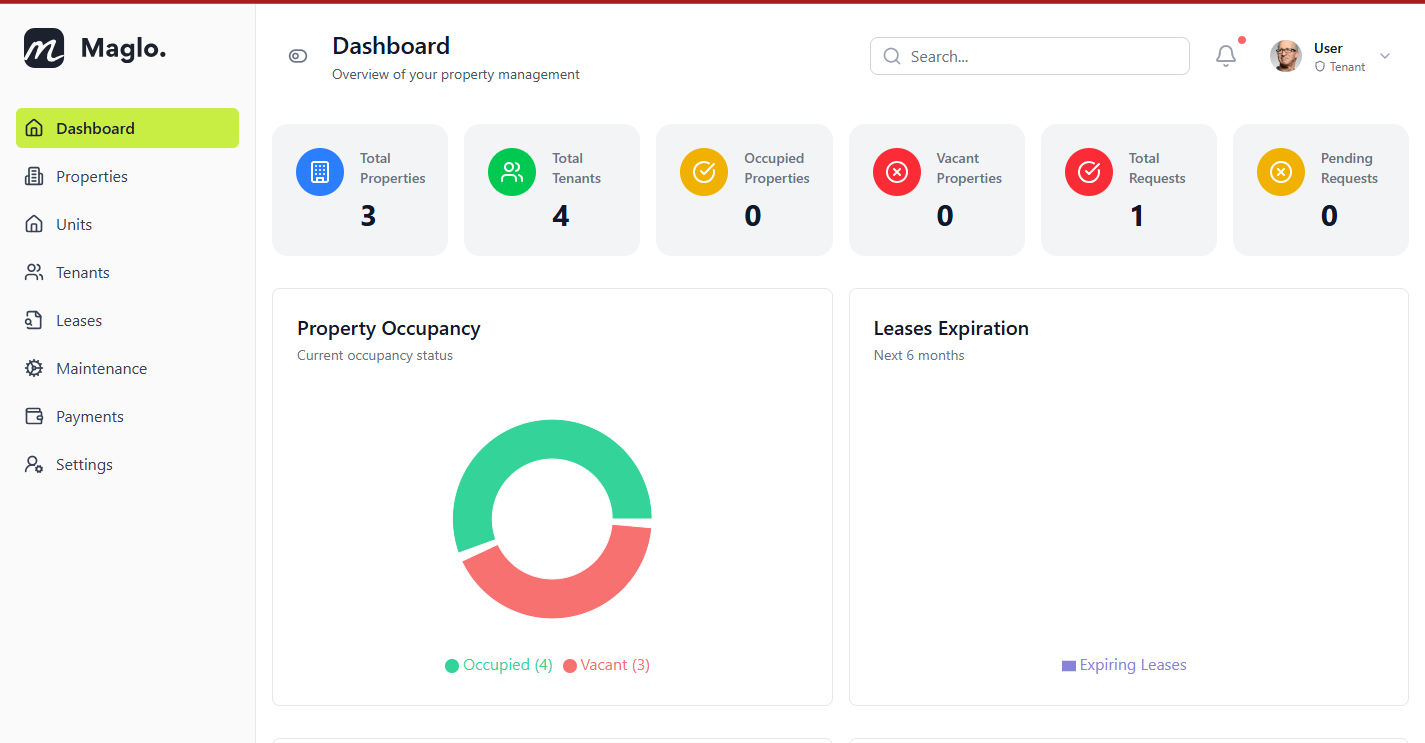 Maglo.
Dashboard
Properties
Units
Tenants
Leases
Maintenance
Payments
Settings
Dashboard
Overview of your property management
Search...
User
Tenant
Total
Properties
3
Total
Tenants
4
Occupied
Properties
0
Vacant
Properties
0
Total
Requests
1
Pending
Requests
0
Property Occupancy
Current occupancy status
Occupied (4) Vacant (3)
Leases Expiration
Next 6 months
Expiring Leases